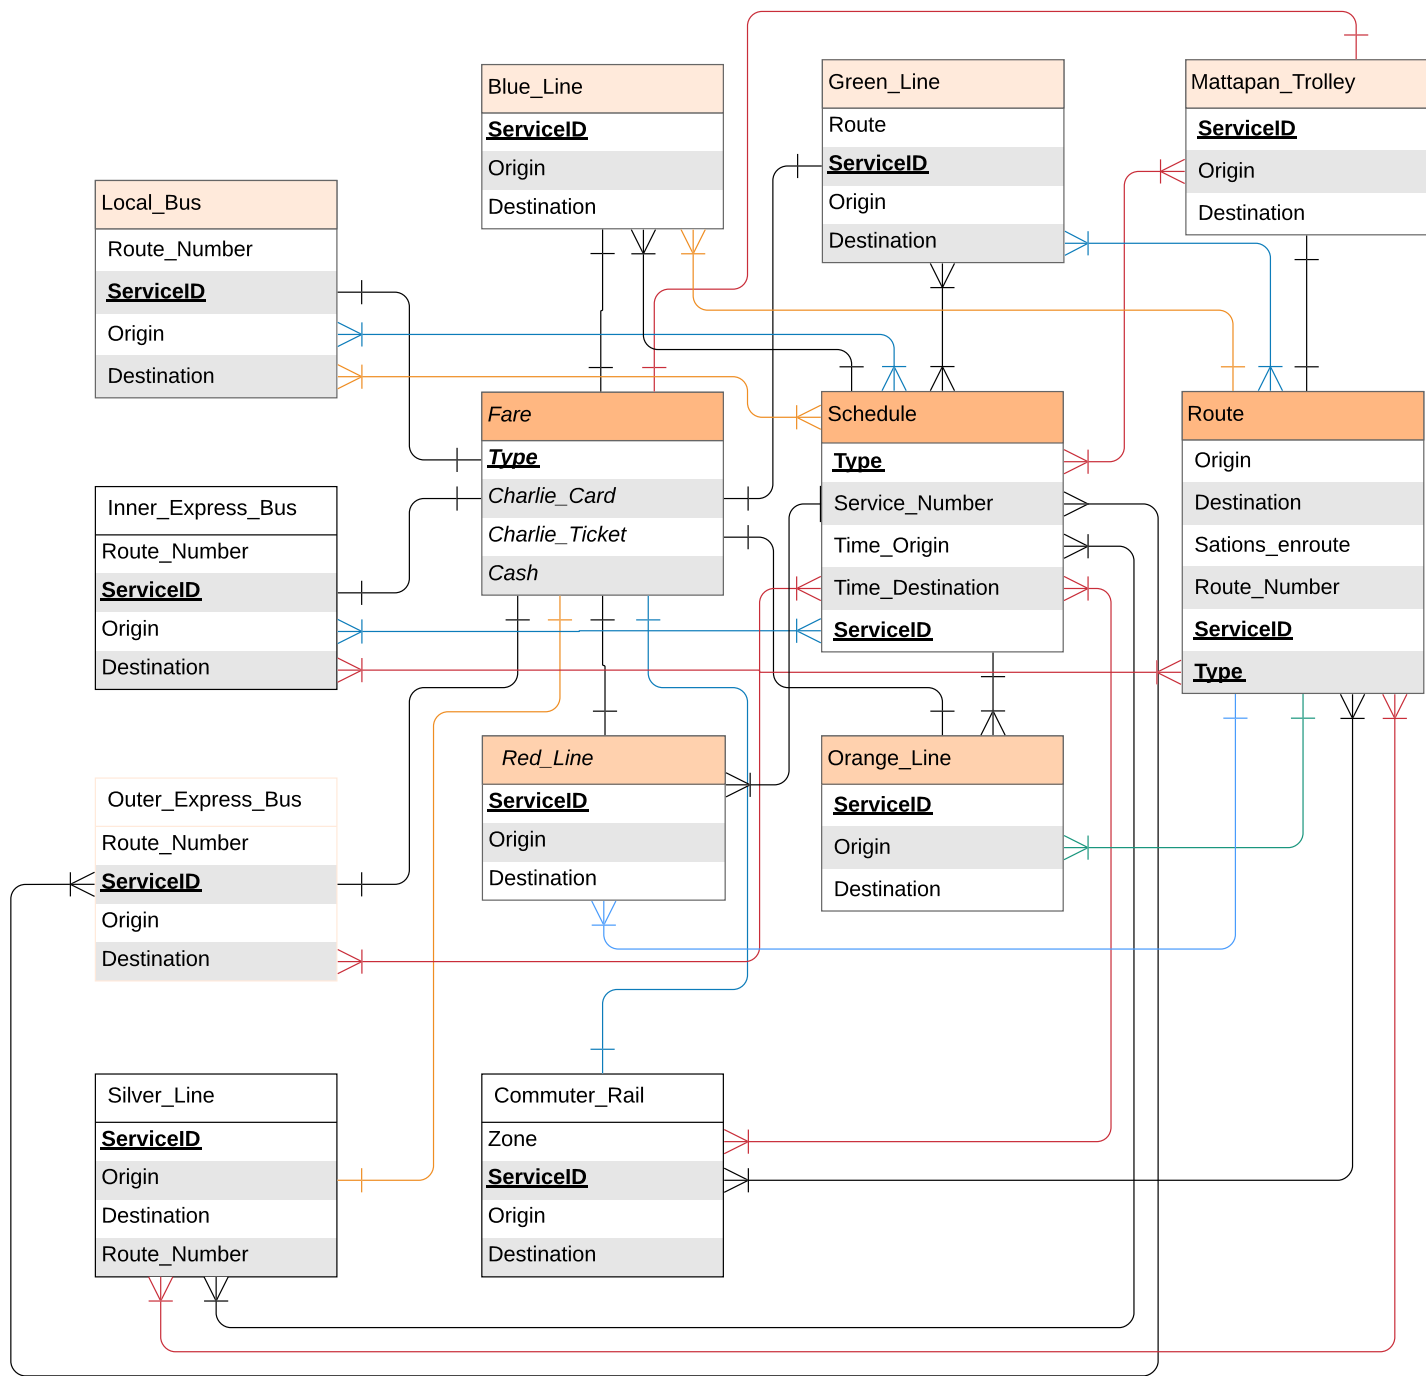 Blue_Line
ServiceID
Origin
Destination
Green_Line
Route
ServiceID
Origin
Destination
Mattapan_Trolley
ServiceID
Origin
Destination
Local_Bus
Route_Number
ServiceID
Origin
Destination
Fare
Type
Charlie_Card
Charlie_Ticket
Cash
Schedule
Type
Service_Number
Time_Origin
Time_Destination
ServiceID
Route
Origin
Destination
Sations_enroute
Route_Number
ServiceID
Type
Inner_Express_Bus
Route_Number
ServiceID
Origin
Destination
Red_Line
ServiceID
Origin
Destination
Orange_Line
ServiceID
Origin
Destination
Outer_Express_Bus
Route_Number
ServiceID
Origin
Destination
Silver_Line
ServiceID
Origin
Destination
Route_Number
Commuter_Rail
Zone
ServiceID
Origin
Destination